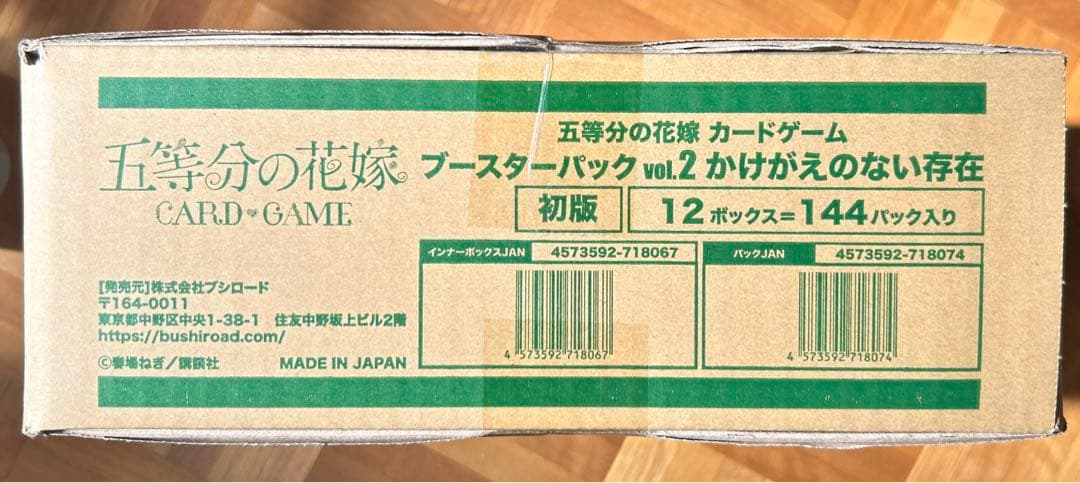 五等分の花嫁
CARD GAME
五等分の花嫁 カードゲーム
ブースターパック vol.2 かけがえのない存在
初版
12ボックス=144パック入り
インナーボックスJAN 4573592-718067
4 573592 718067
パックJAN 4573592-718074
4 573592 718074
[発売元]株式会社ブシロード
〒164-0011
東京都中野区中央1-38-1 住友中野坂上ビル2階
https://bushiroad.com/
©春場ねぎ/講談社 MADE IN JAPAN